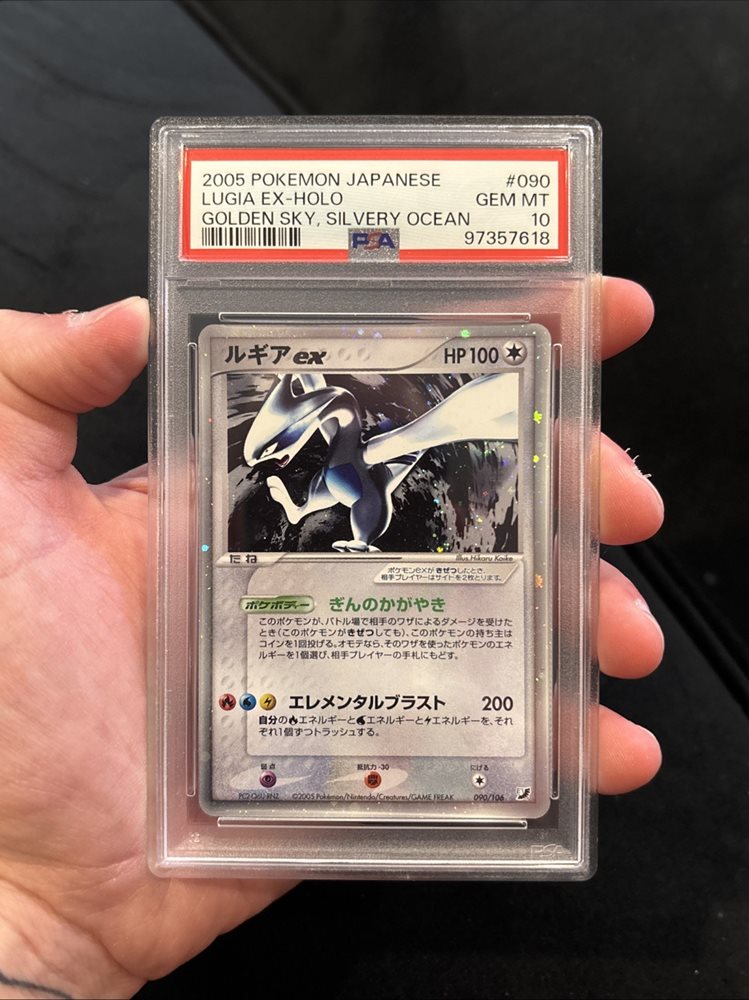 2005 POKEMON JAPANESE #090
LUGIA EX-HOLO GEM MT
GOLDEN SKY, SILVERY OCEAN 10
PSA 97357618
ルギアex HP100
たね Illus.Hikaru Koike
ポケモンexがきぜつしたとき、
相手プレイヤーはサイドを2枚とります。
ポケボディー ぎんのかがやき
このポケモンが、バトル場で相手のワザによるダメージを受けた
とき(このポケモンがきぜつしても)、このポケモンの持ち主は
コインを1回投げる。オモテなら、そのワザを使ったポケモンのエネ
ルギーを1個選び、相手プレイヤーの手札にもどす。
エレメンタルブラスト 200
自分のエネルギーとエネルギーとエネルギーを、それ
ぞれ1個ずつトラッシュする。
弱点 抵抗力 -30 にげる
©2005 Pokémon/Nintendo/Creatures/GAME FREAK 090/106
PSA